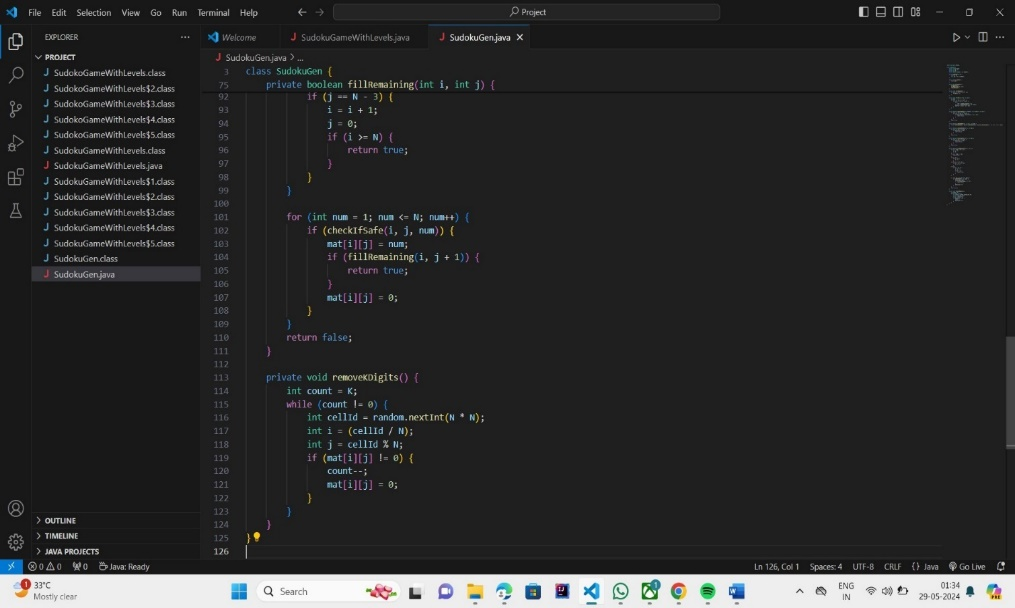 File Edit Selection View Go Run Terminal Help
Project
EXPLORER
Welcome
SudokuGameWithLevels.java
SudokuGen.java
PROJECT
SudokoGameWithLevels.class
SudokoGameWithLevels$2.class
SudokuGameWithLevels$3.class
SudokoGameWithLevels$4.class
SudokuGameWithLevels$5.class
SudokuGameWithLevels.class
SudokuGameWithLevels.java
SudokuGameWithLevels$1.class
SudokuGameWithLevels$2.class
SudokuGameWithLevels$3.class
SudokuGameWithLevels$4.class
SudokuGameWithLevels$5.class
SudokuGen.class
SudokuGen.java
OUTLINE
TIMELINE
JAVA PROJECTS
SudokuGen.java > ...
3 class SudokuGen {
75 private boolean fillRemaining(int i, int j) {
92 if (j == N - 3) {
93 i = i + 1;
94 j = 0;
95 if (i >= N) {
96 return true;
97 }
98 }
99 }
100
101 for (int num = 1; num <= N; num++) {
102 if (checkIfSafe(i, j, num)) {
103 mat[i][j] = num;
104 if (fillRemaining(i, j + 1)) {
105 return true;
106 }
107 mat[i][j] = 0;
108 }
109 }
110 return false;
111 }
112
113 private void removeKDigits() {
114 int count = K;
115 while (count != 0) {
116 int cellId = random.nextInt(N * N);
117 int i = (cellId / N);
118 int j = cellId % N;
119 if (mat[i][j] != 0) {
120 count--;
121 mat[i][j] = 0;
122 }
123 }
124 }
125 }
126
0 0 0 Java: Ready
Ln 126, Col 1 Spaces: 4 UTF-8 CRLF {} Java Go Live
1
33°C
Mostly clear
Search
1
ENG
IN
01:34
29-05-2024